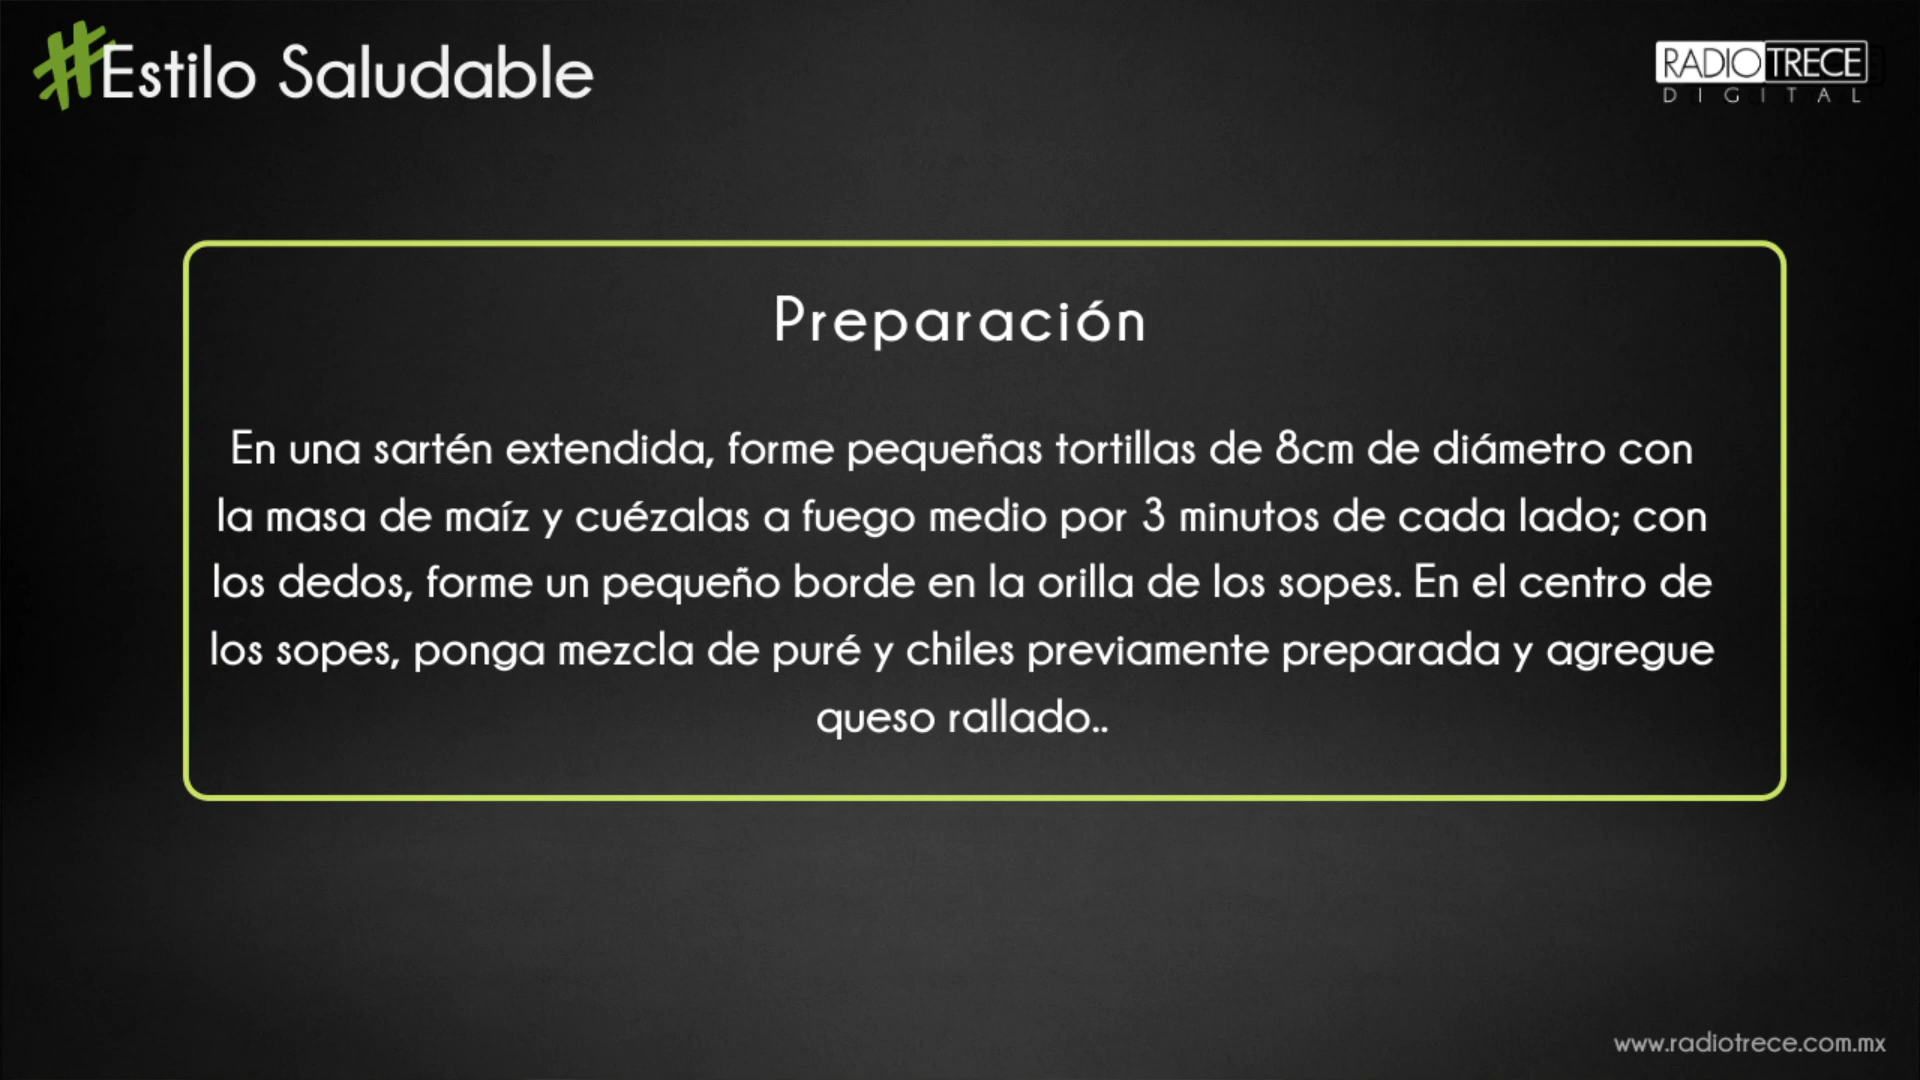 #Estilo Saludable
RADIO TRECE
DIGITAL
Preparación
En una sartén extendida, forme pequeñas tortillas de 8cm de diámetro con
la masa de maíz y cuézalas a fuego medio por 3 minutos de cada lado; con
los dedos, forme un pequeño borde en la orilla de los sopes. En el centro de
los sopes, ponga mezcla de puré y chiles previamente preparada y agregue
queso rallado..
www.radiotrece.com.mx